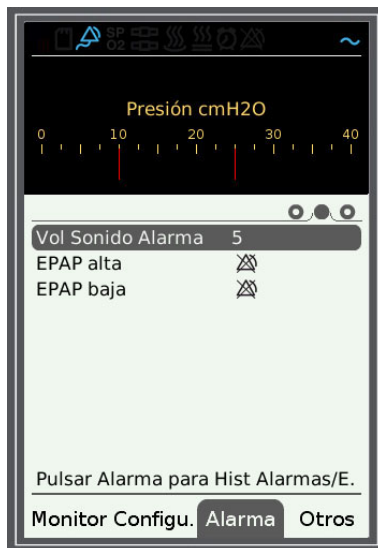 SP
O2
Presión cmH2O
0 10 20 30 40
Vol Sonido Alarma 5
EPAP alta
EPAP baja
Pulsar Alarma para Hist Alarmas/E.
Monitor Configu. Alarma Otros